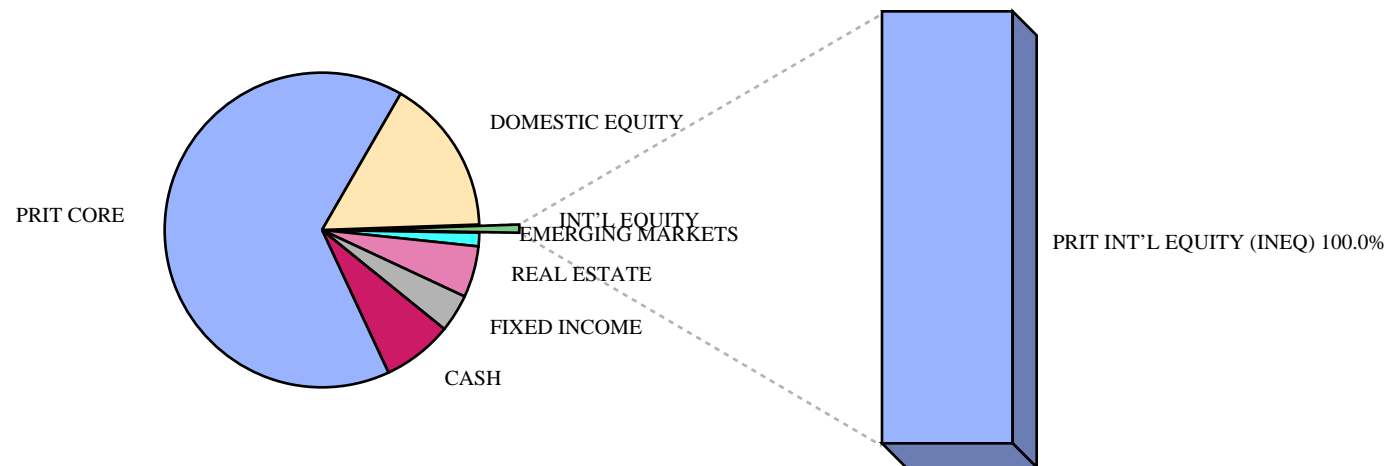 DOMESTIC EQUITY
PRIT CORE
INT'L EQUITY
EMERGING MARKETS
PRIT INT'L EQUITY (INEQ) 100.0%
REAL ESTATE
FIXED INCOME
CASH